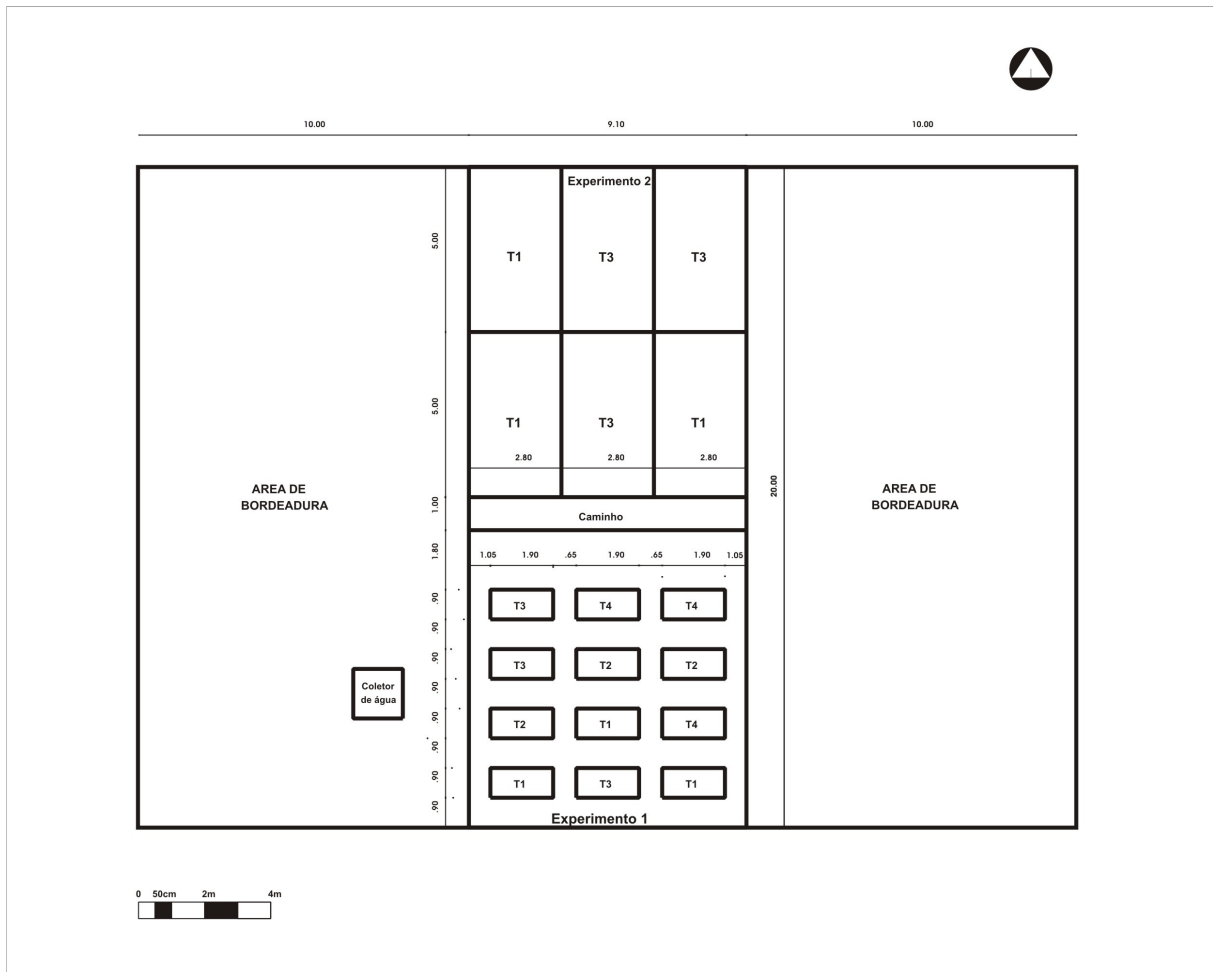 10.00 9.10 10.00
Experimento 2
5.00
T1 T3 T3
5.00
T1 T3 T1
2.80 2.80 2.80
20.00
AREA DE
BORDEADURA
AREA DE
BORDEADURA
1.00
Caminho
1.80
1.05 1.90 .65 1.90 .65 1.90 1.05
.90
T3 T4 T4
.90
.90
T3 T2 T2
.90
Coletor
de água
.90
T2 T1 T4
.90
.90
T1 T3 T1
.90
Experimento 1
0 50cm 2m 4m